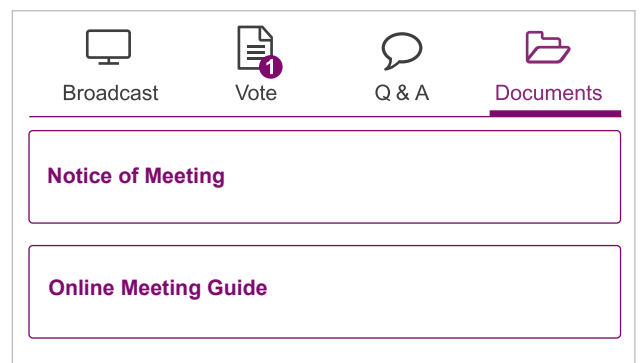 1
Broadcast Vote Q & A Documents
Notice of Meeting
Online Meeting Guide